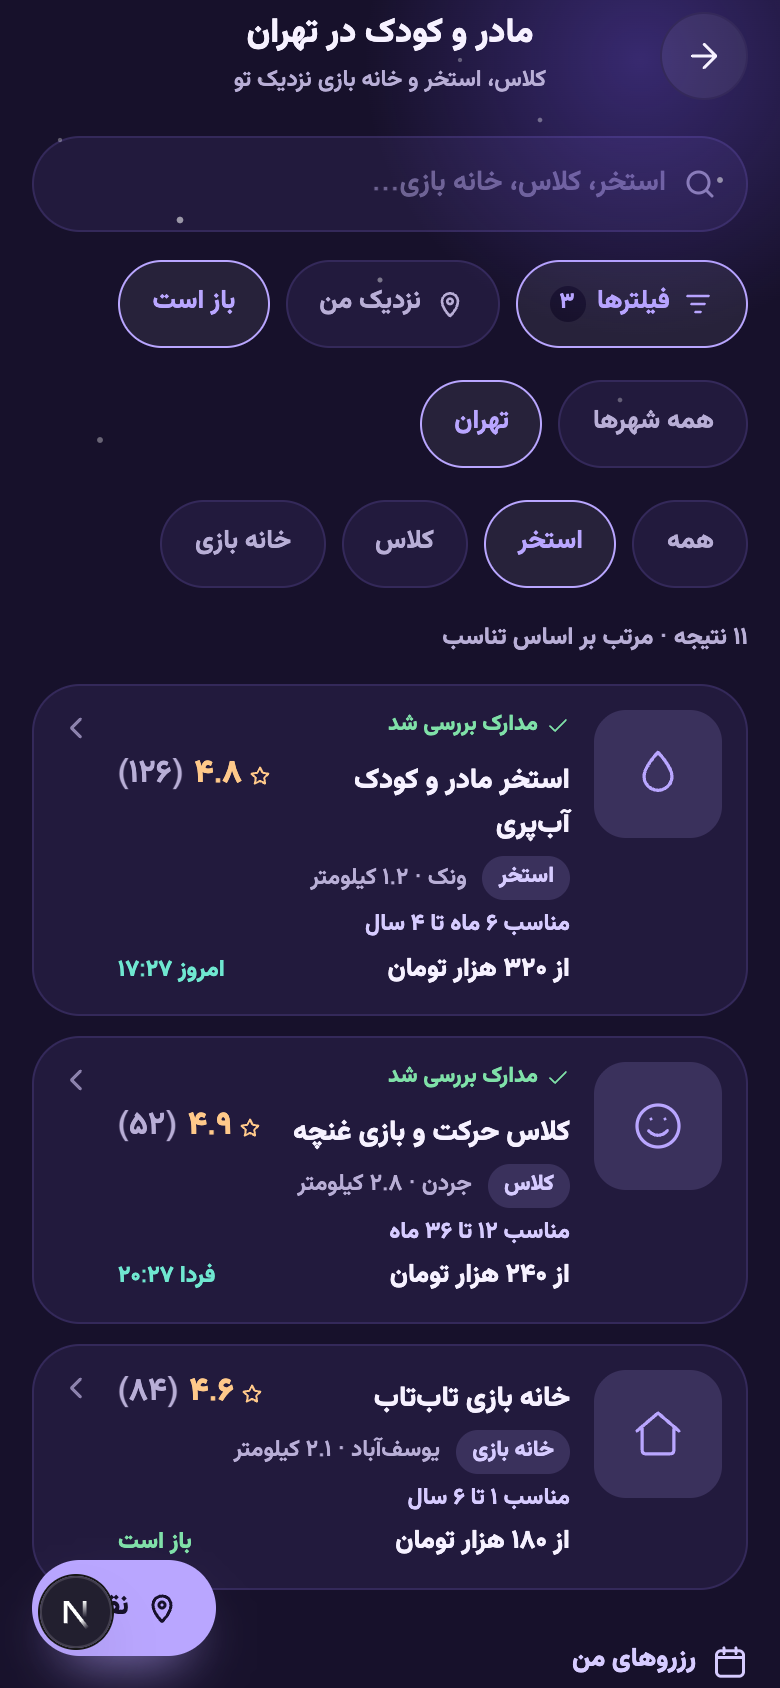 مادر و کودک در تهران
کلاس، استخر و خانه بازی نزدیک تو
استخر، کلاس، خانه بازی...
فیلترها ۳ نزدیک من باز است
همه شهرها تهران
همه استخر کلاس خانه بازی
۱۱ نتیجه · مرتب بر اساس تناسب
مدارک بررسی شد
استخر مادر و کودک ۴.۸ (۱۲۶)
آب‌پری
استخر ونک · ۱.۲ کیلومتر
مناسب ۶ ماه تا ۴ سال
از ۳۲۰ هزار تومان امروز ۱۷:۲۷
مدارک بررسی شد
کلاس حرکت و بازی غنچه ۴.۹ (۵۲)
کلاس جردن · ۲.۸ کیلومتر
مناسب ۱۲ تا ۳۶ ماه
از ۲۴۰ هزار تومان فردا ۲۰:۲۷
خانه بازی تاب‌تاب ۴.۶ (۸۴)
خانه بازی یوسف‌آباد · ۲.۱ کیلومتر
مناسب ۱ تا ۶ سال
از ۱۸۰ هزار تومان باز است
N
رزروهای من